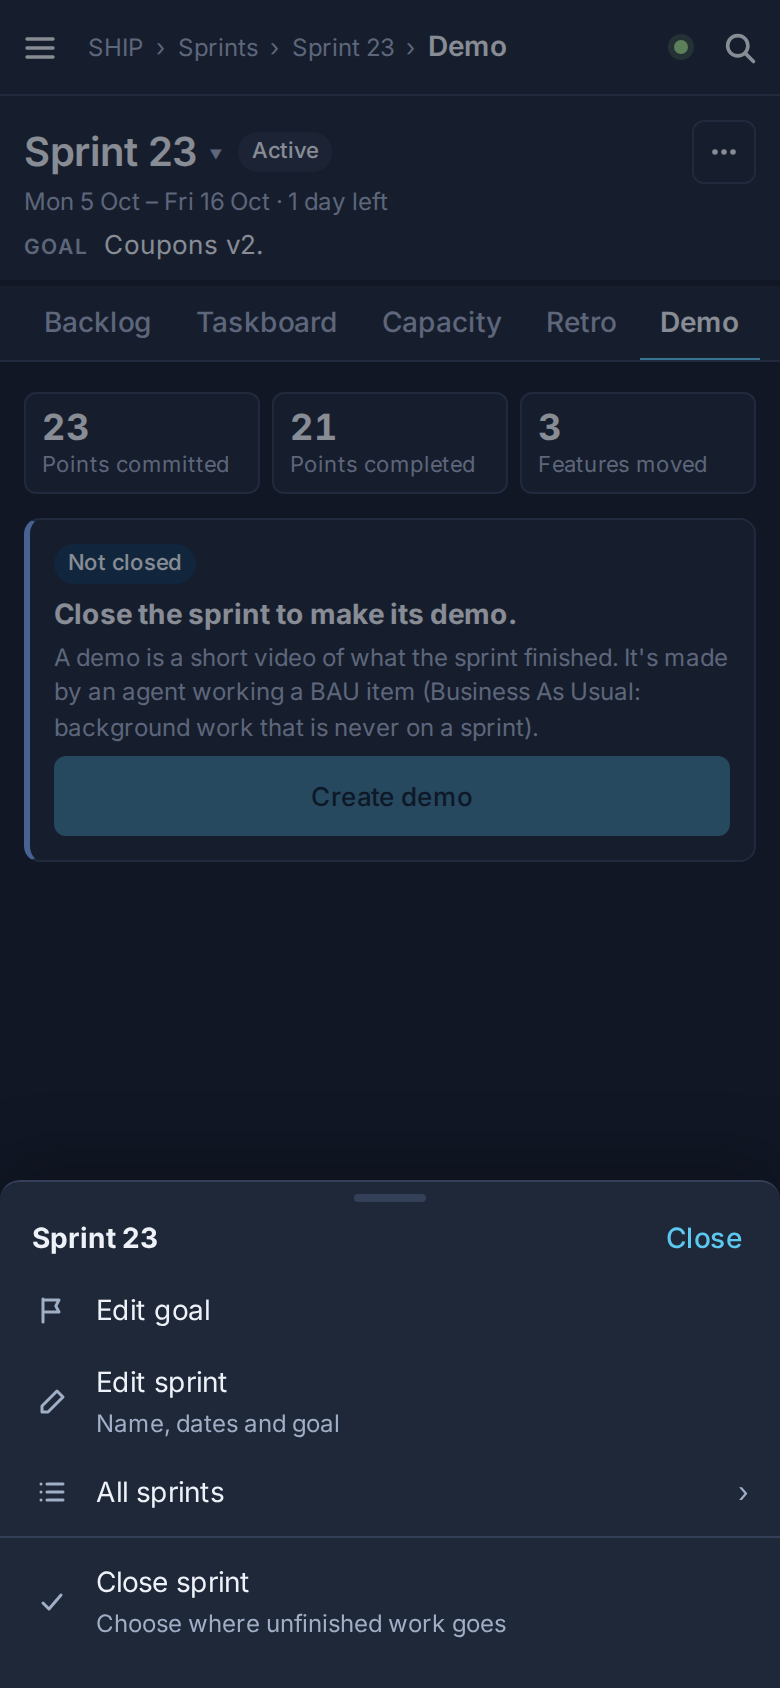 SHIP › Sprints › Sprint 23 › Demo
Sprint 23 ▾ Active
Mon 5 Oct – Fri 16 Oct · 1 day left
GOAL Coupons v2.
Backlog Taskboard Capacity Retro Demo
23 21 3
Points committed Points completed Features moved
Not closed
Close the sprint to make its demo.
A demo is a short video of what the sprint finished. It's made
by an agent working a BAU item (Business As Usual:
background work that is never on a sprint).
Create demo
Sprint 23 Close
Edit goal
Edit sprint
Name, dates and goal
All sprints ›
Close sprint
Choose where unfinished work goes